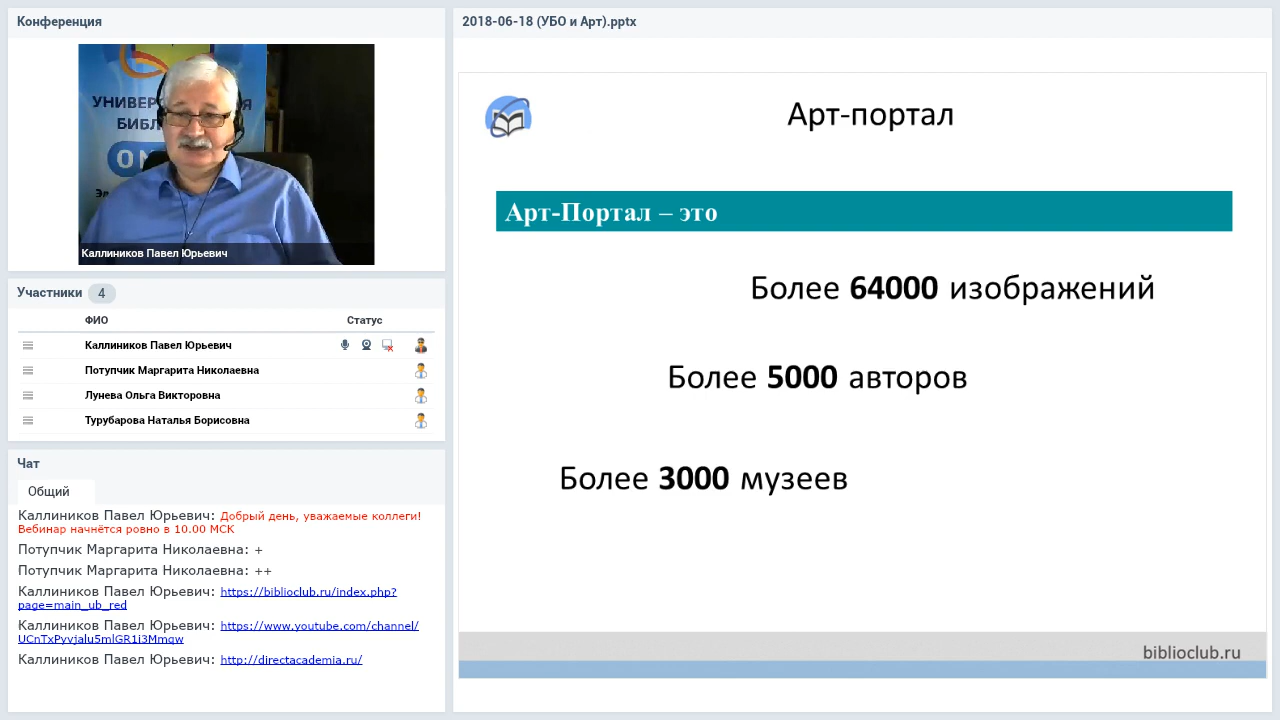 Конференция
УНИВЕР
АЯ
БИБЛ
Каллиников Павел Юрьевич
Участники 4
ФИО Статус
Каллиников Павел Юрьевич
Потупчик Маргарита Николаевна
Лунева Ольга Викторовна
Турубарова Наталья Борисовна
Чат
Общий
Каллиников Павел Юрьевич: Добрый день, уважаемые коллеги!
Вебинар начнётся ровно в 10.00 МСК
Потупчик Маргарита Николаевна: +
Потупчик Маргарита Николаевна: ++
Каллиников Павел Юрьевич: https://biblioclub.ru/index.php?
page=main_ub_red
Каллиников Павел Юрьевич: https://www.youtube.com/channel/
Каллиников Павел Юрьевич: http://directacademia.ru/
2018-06-18 (УБО и Арт).pptx
Арт-портал
Арт-Портал – это
Более 64000 изображений
Более 5000 авторов
Более 3000 музеев
biblioclub.ru